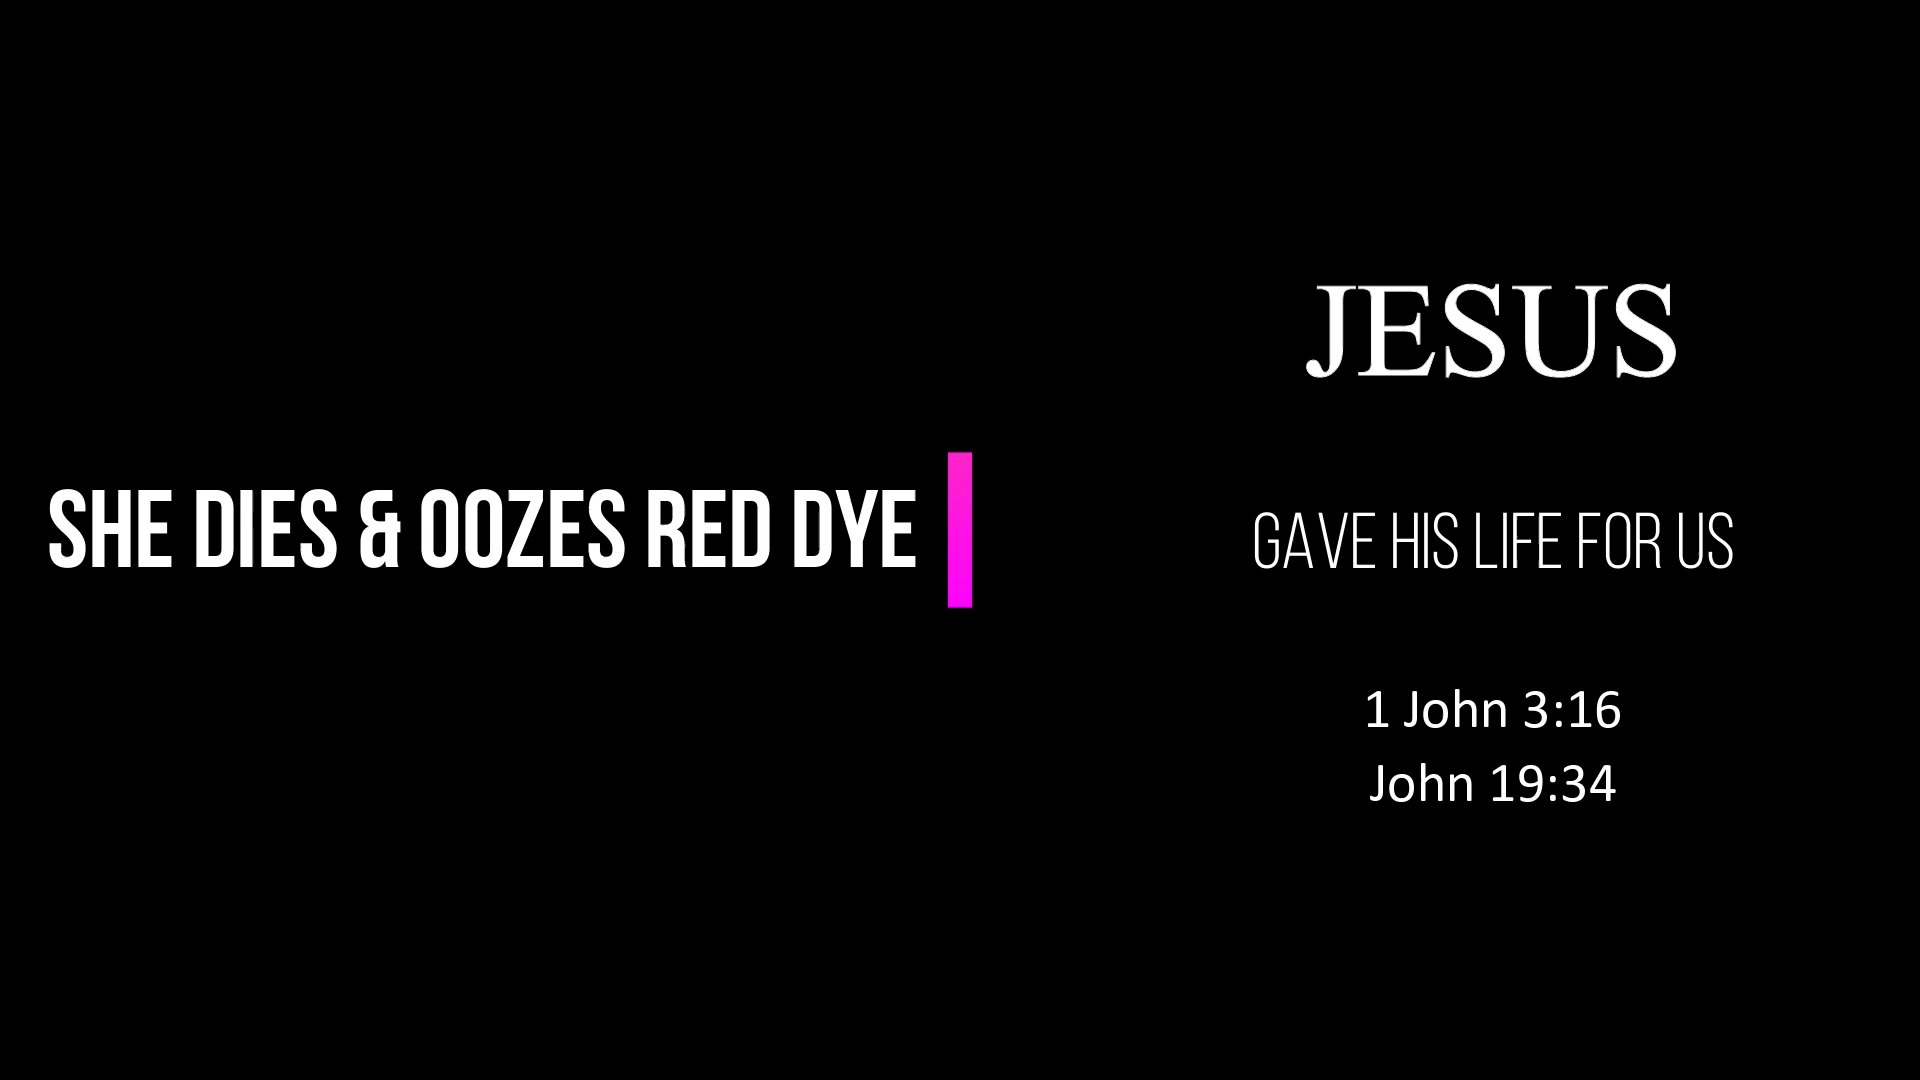 SHE DIES & OOZES RED DYE
JESUS
GAVE HIS LIFE FOR US
1 John 3:16
John 19:34